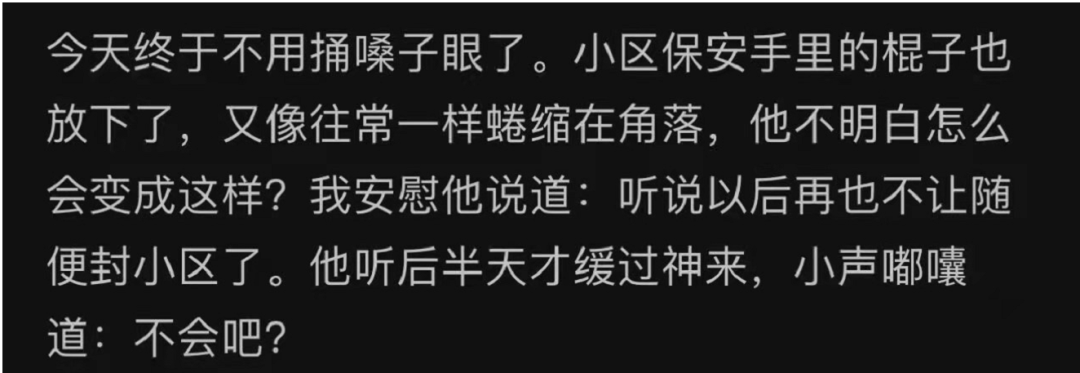 今天终于不用捅嗓子眼了。小区保安手里的棍子也
放下了，又像往常一样蜷缩在角落，他不明白怎么
会变成这样？我安慰他说道：听说以后再也不让随
便封小区了。他听后半天才缓过神来，小声嘟囔
道：不会吧？